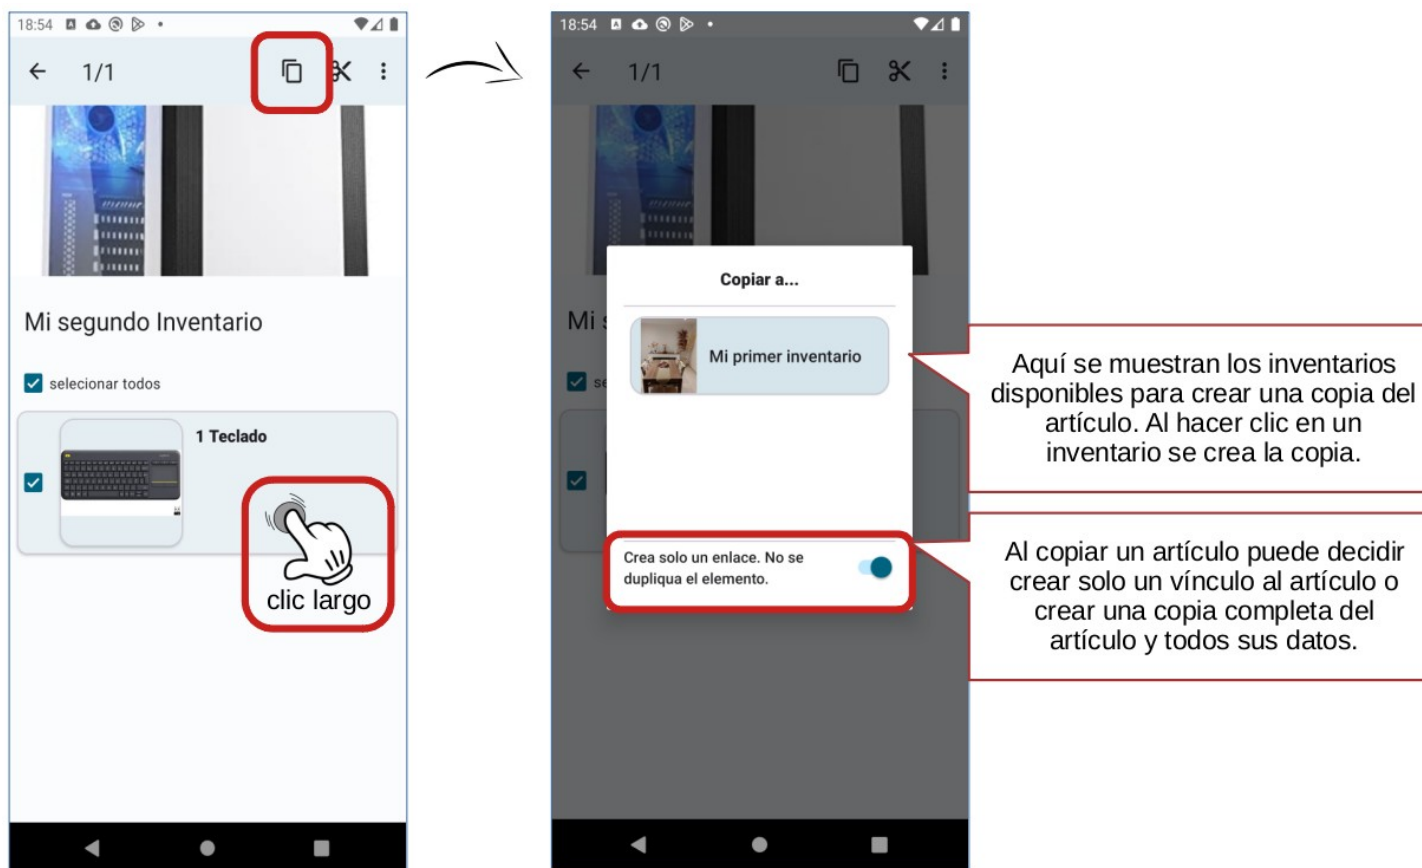 18:54
1/1
Mi segundo Inventario
selecionar todos
1 Teclado
clic largo
18:54
1/1
Copiar a...
Mi primer inventario
Mi s
se
Crea solo un enlace. No se
dupliqua el elemento.
Aquí se muestran los inventarios
disponibles para crear una copia del
artículo. Al hacer clic en un
inventario se crea la copia.
Al copiar un artículo puede decidir
crear solo un vínculo al artículo o
crear una copia completa del
artículo y todos sus datos.